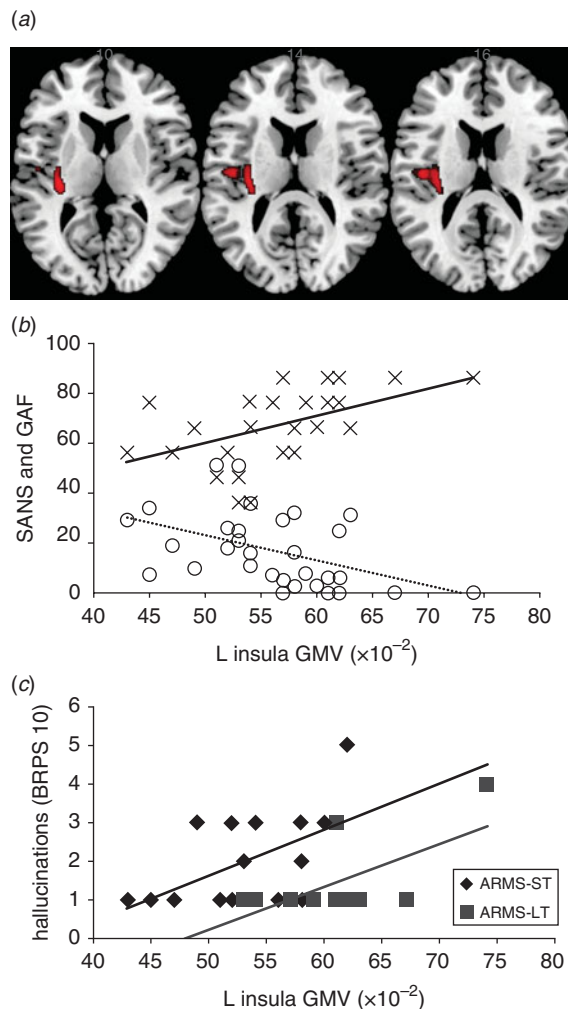 (a)
10 14 16
(b)
100
80
60
40
20
0
SANS and GAF
40 45 50 55 60 65 70 75 80
L insula GMV (×10⁻²)
(c)
6
5
4
3
2
1
0
hallucinations (BRPS 10)
ARMS-ST
ARMS-LT
40 45 50 55 60 65 70 75 80
L insula GMV (×10⁻²)